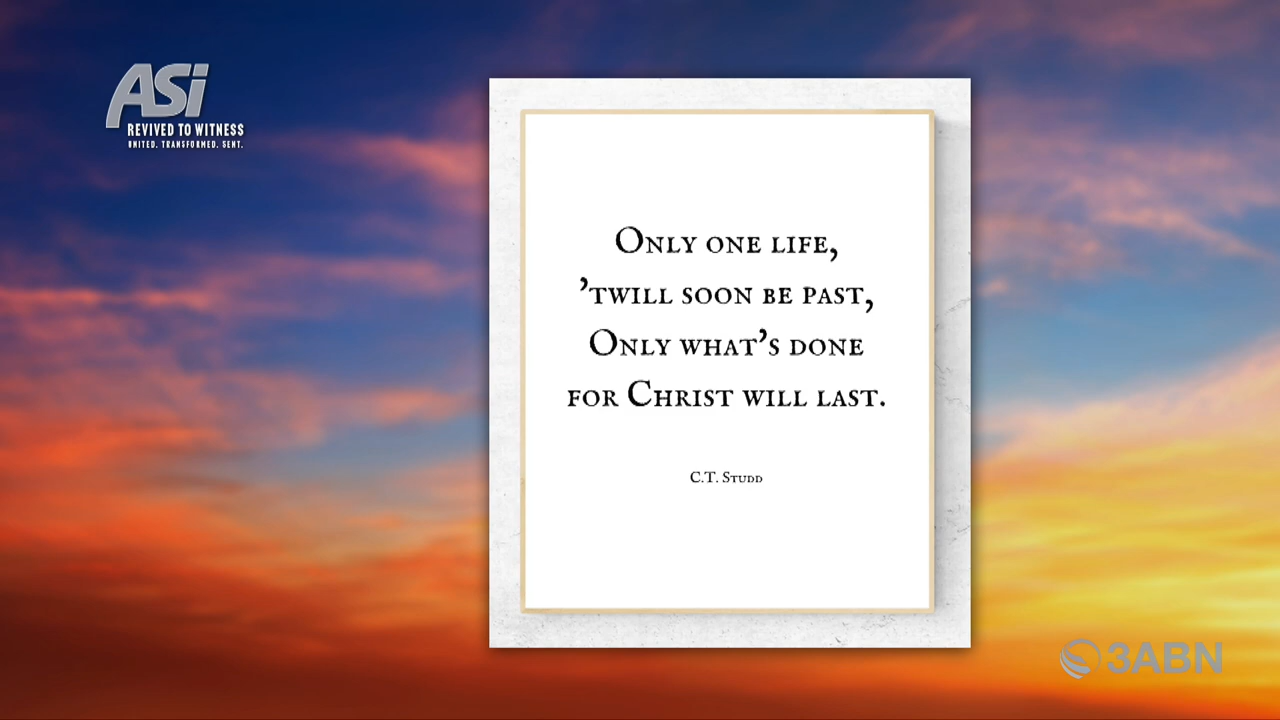 ASi
REVIVED TO WITNESS
UNITED. TRANSFORMED. SENT.
Only one life,
'twill soon be past,
Only what's done
for Christ will last.
C.T. Studd
3ABN